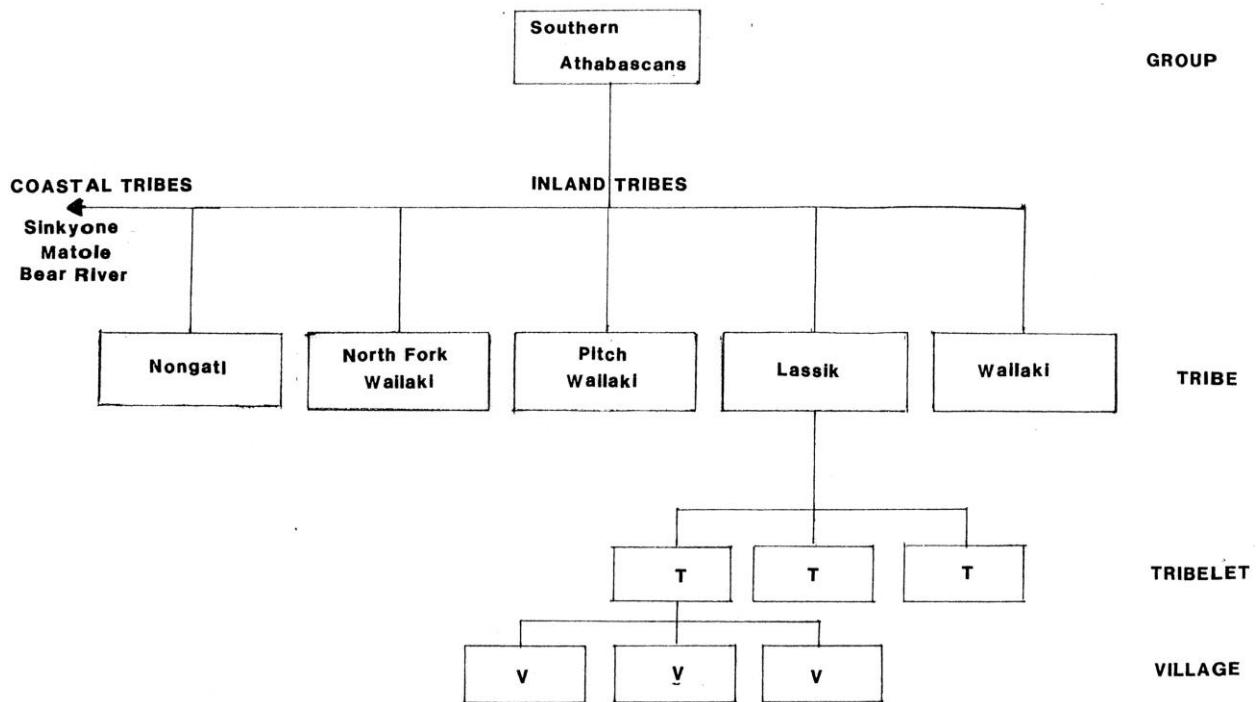 Southern
Athabascans
GROUP
COASTAL TRIBES
INLAND TRIBES
Sinkyone
Matole
Bear River
Nongatl
North Fork
Wailaki
Pitch
Wailaki
Lassik
Wailaki
TRIBE
T
T
T
TRIBELET
V
V
V
VILLAGE